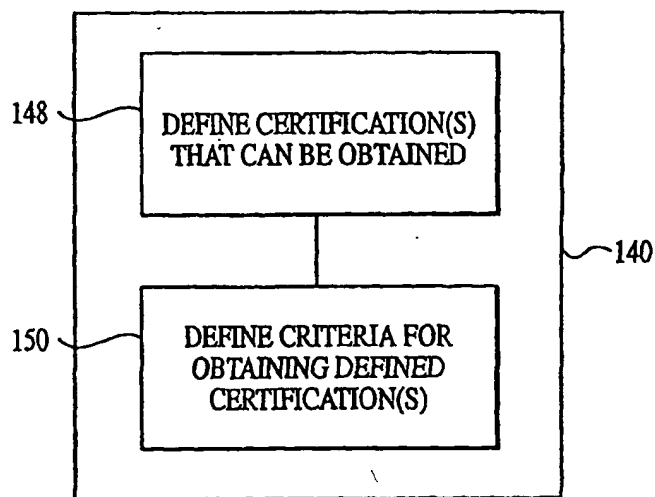 148
DEFINE CERTIFICATION(S)
THAT CAN BE OBTAINED
140
150
DEFINE CRITERIA FOR
OBTAINING DEFINED
CERTIFICATION(S)